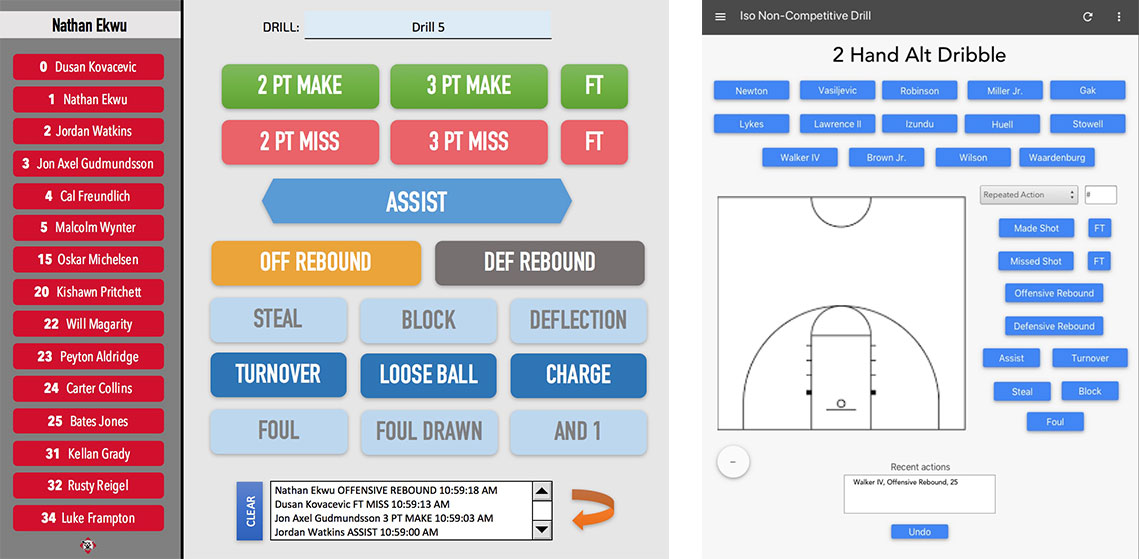 Nathan Ekwu
0 Dusan Kovacevic
1 Nathan Ekwu
2 Jordan Watkins
3 Jon Axel Gudmundsson
4 Cal Freundlich
5 Malcolm Wynter
15 Oskar Michelsen
20 Kishawn Pritchett
22 Will Magarity
23 Peyton Aldridge
24 Carter Collins
25 Bates Jones
31 Kellan Grady
32 Rusty Reigel
34 Luke Frampton
DRILL: Drill 5
2 PT MAKE 3 PT MAKE FT
2 PT MISS 3 PT MISS FT
ASSIST
OFF REBOUND DEF REBOUND
STEAL BLOCK DEFLECTION
TURNOVER LOOSE BALL CHARGE
FOUL FOUL DRAWN AND 1
CLEAR
Nathan Ekwu OFFENSIVE REBOUND 10:59:18 AM
Dusan Kovacevic FT MISS 10:59:13 AM
Jon Axel Gudmundsson 3 PT MAKE 10:59:03 AM
Jordan Watkins ASSIST 10:59:00 AM
Iso Non-Competitive Drill
2 Hand Alt Dribble
Newton Vasiljevic Robinson Miller Jr. Gak
Lykes Lawrence II Izundu Huell Stowell
Walker IV Brown Jr. Wilson Waardenburg
Repeated Action #
Made Shot FT
Missed Shot FT
Offensive Rebound
Defensive Rebound
Assist Turnover
Steal Block
Foul
−
Recent actions
Walker IV, Offensive Rebound, 25
Undo